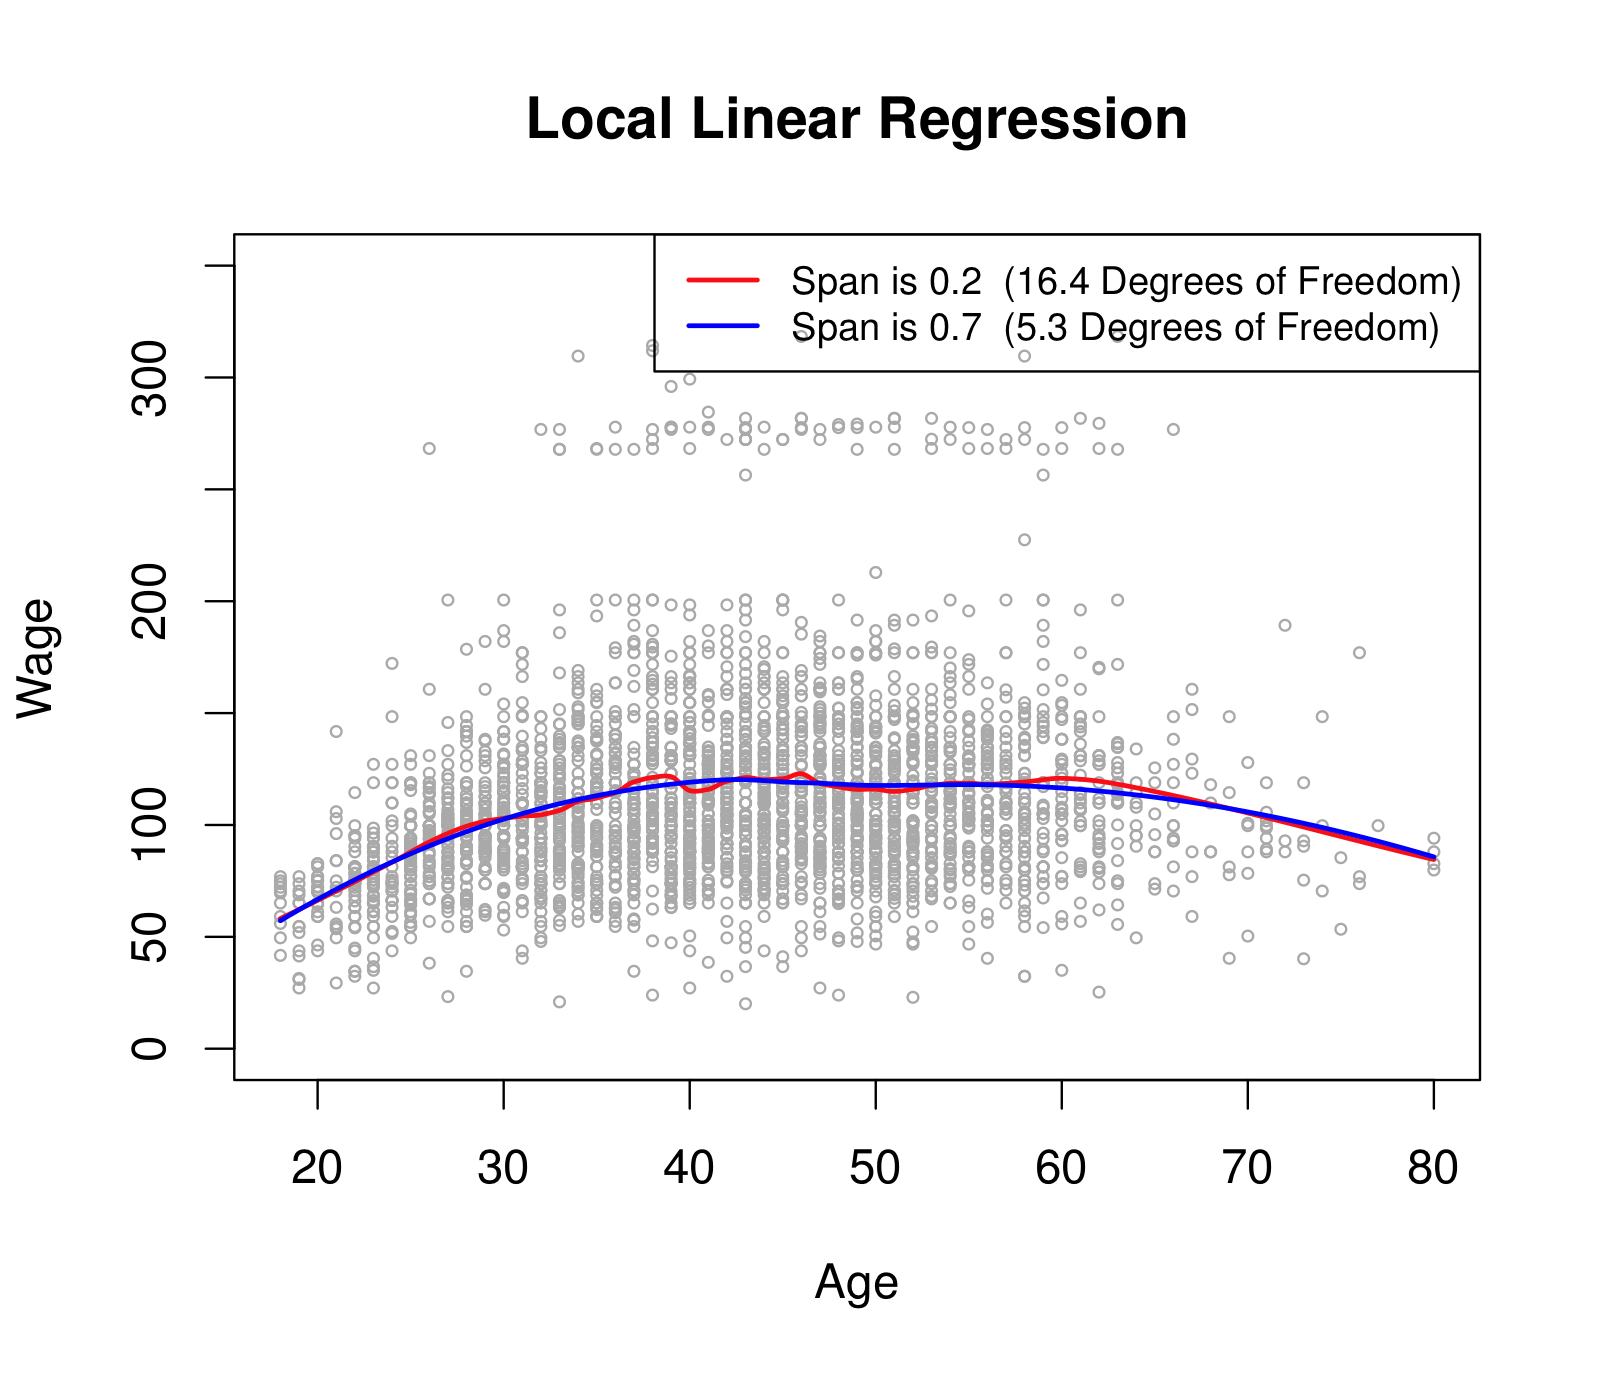 Local Linear Regression
Span is 0.2 (16.4 Degrees of Freedom)
Span is 0.7 (5.3 Degrees of Freedom)
300
200
100
50
0
Wage
20 30 40 50 60 70 80
Age